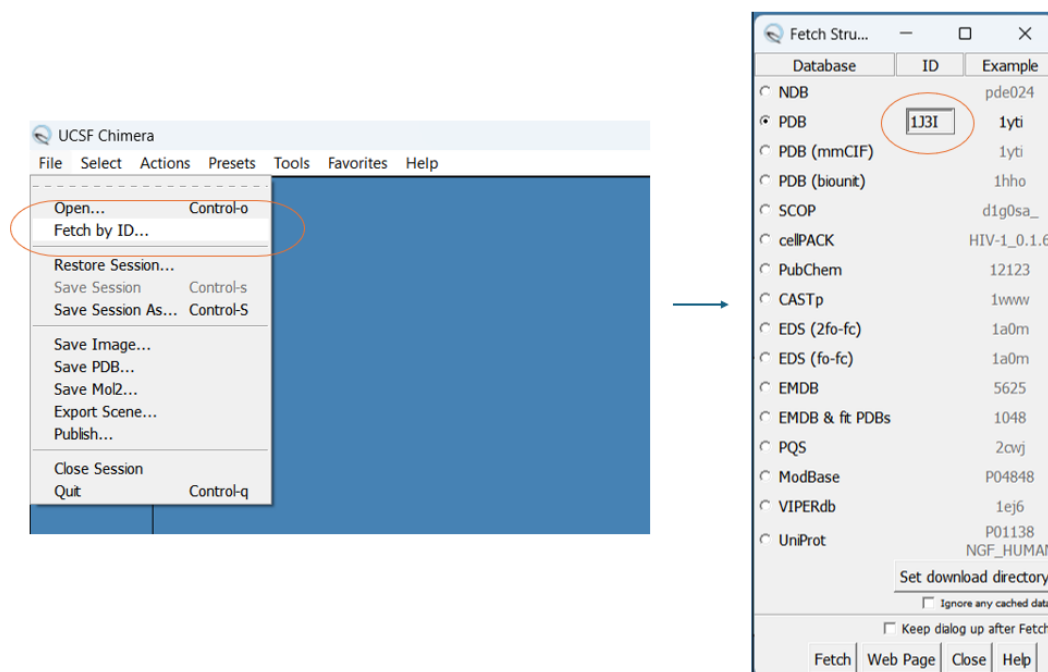 UCSF Chimera
File Select Actions Presets Tools Favorites Help
Open... Control-o
Fetch by ID...
Restore Session...
Save Session Control-s
Save Session As... Control-S
Save Image...
Save PDB...
Save Mol2...
Export Scene...
Publish...
Close Session
Quit Control-q
Fetch Stru...
Database ID Example
NDB pde024
PDB 1J3I 1yti
PDB (mmCIF) 1yti
PDB (biounit) 1hho
SCOP d1g0sa_
cellPACK HIV-1_0.1.6
PubChem 12123
CASTp 1www
EDS (2fo-fc) 1a0m
EDS (fo-fc) 1a0m
EMDB 5625
EMDB & fit PDBs 1048
PQS 2cwj
ModBase P04848
VIPERdb 1ej6
UniProt P01138
NGF_HUMAN
Set download directory
Ignore any cached data
Keep dialog up after Fetch
Fetch Web Page Close Help